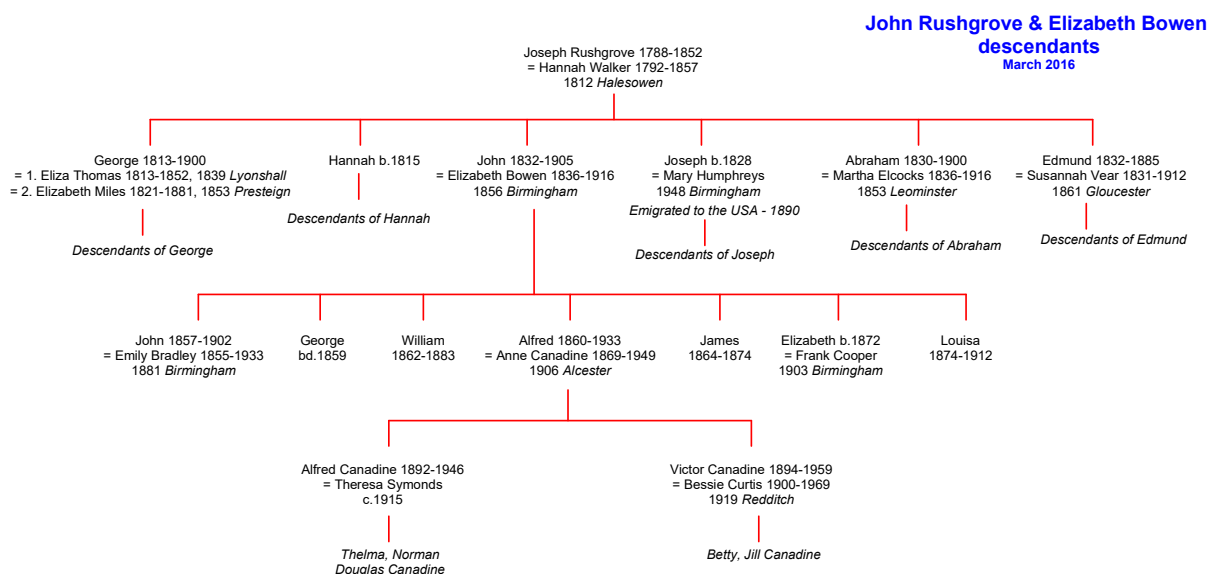 John Rushgrove & Elizabeth Bowen
descendants
March 2016
Joseph Rushgrove 1788-1852
= Hannah Walker 1792-1857
1812 Halesowen
George 1813-1900
= 1. Eliza Thomas 1813-1852, 1839 Lyonshall
= 2. Elizabeth Miles 1821-1881, 1853 Presteign
Descendants of George
Hannah b.1815
Descendants of Hannah
John 1832-1905
= Elizabeth Bowen 1836-1916
1856 Birmingham
Joseph b.1828
= Mary Humphreys
1948 Birmingham
Emigrated to the USA - 1890
Descendants of Joseph
Abraham 1830-1900
= Martha Elcocks 1836-1916
1853 Leominster
Descendants of Abraham
Edmund 1832-1885
= Susannah Vear 1831-1912
1861 Gloucester
Descendants of Edmund
John 1857-1902
= Emily Bradley 1855-1933
1881 Birmingham
George
bd.1859
William
1862-1883
Alfred 1860-1933
= Anne Canadine 1869-1949
1906 Alcester
James
1864-1874
Elizabeth b.1872
= Frank Cooper
1903 Birmingham
Louisa
1874-1912
Alfred Canadine 1892-1946
= Theresa Symonds
c.1915
Thelma, Norman
Douglas Canadine
Victor Canadine 1894-1959
= Bessie Curtis 1900-1969
1919 Redditch
Betty, Jill Canadine